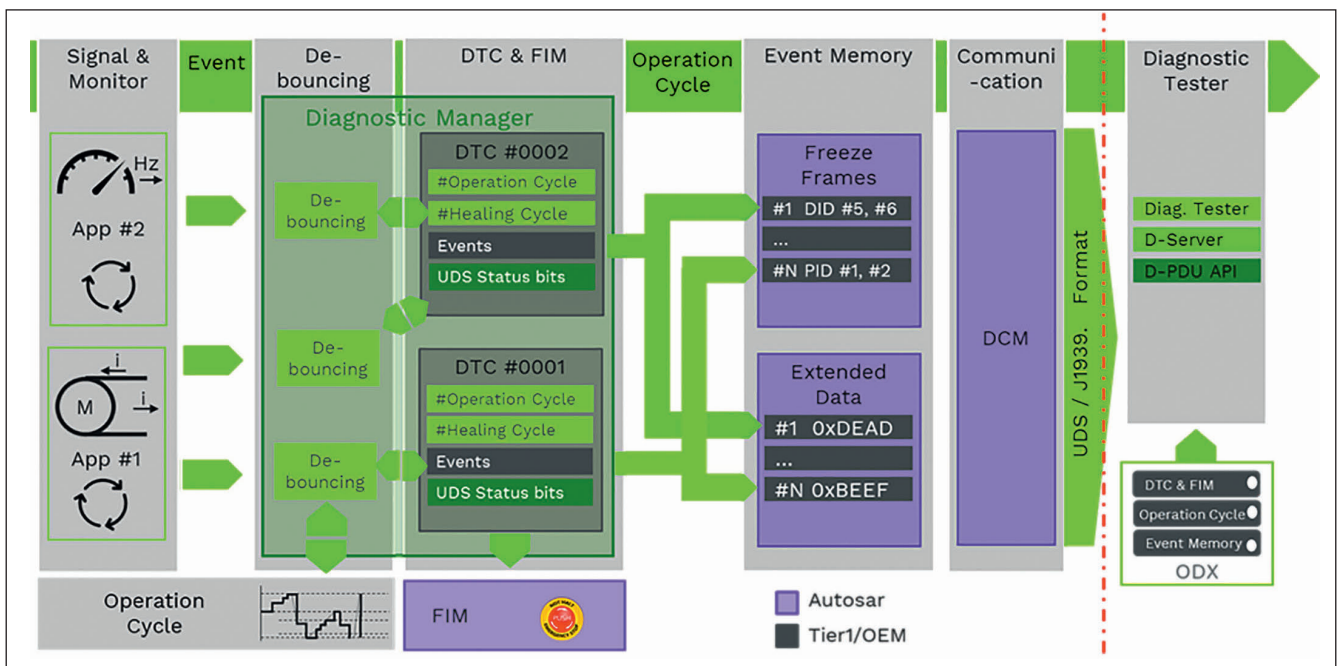 Signal &
Monitor
Event
De-
bouncing
DTC & FIM
Operation
Cycle
Event Memory
Communi
-cation
Diagnostic
Tester
Diagnostic Manager
Hz
App #2
i
M
i
App #1
De-
bouncing
De-
bouncing
De-
bouncing
DTC #0002
#Operation Cycle
#Healing Cycle
Events
UDS Status bits
DTC #0001
#Operation Cycle
#Healing Cycle
Events
UDS Status bits
Freeze
Frames
#1 DID #5, #6
...
#N PID #1, #2
Extended
Data
#1 0xDEAD
...
#N 0xBEEF
DCM
UDS / J1939. Format
Diag. Tester
D-Server
D-PDU API
DTC & FIM
Operation Cycle
Event Memory
ODX
Operation
Cycle
FIM
PUSH
Autosar
Tier1/OEM